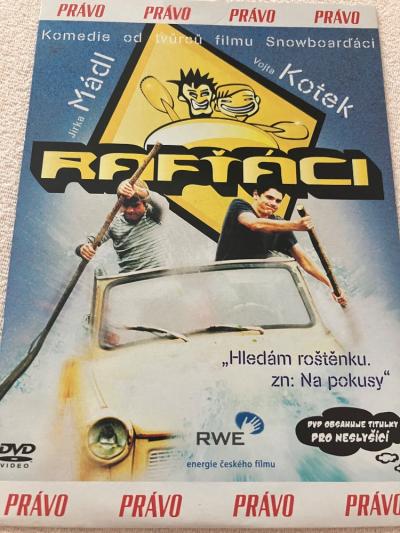 PRÁVO PRÁVO PRÁVO PRÁVO
Komedie od tvůrců filmu Snowboarďáci
Jirka Mádl
Vojta Kotek
RAFŤÁCI
„Hledám roštěnku.
zn: Na pokusy“
DVD
VIDEO
RWE
energie českého filmu
DVD OBSAHUJE TITULKY
PRO NESLYŠÍCÍ
PRÁVO PRÁVO PRÁVO PRÁVO